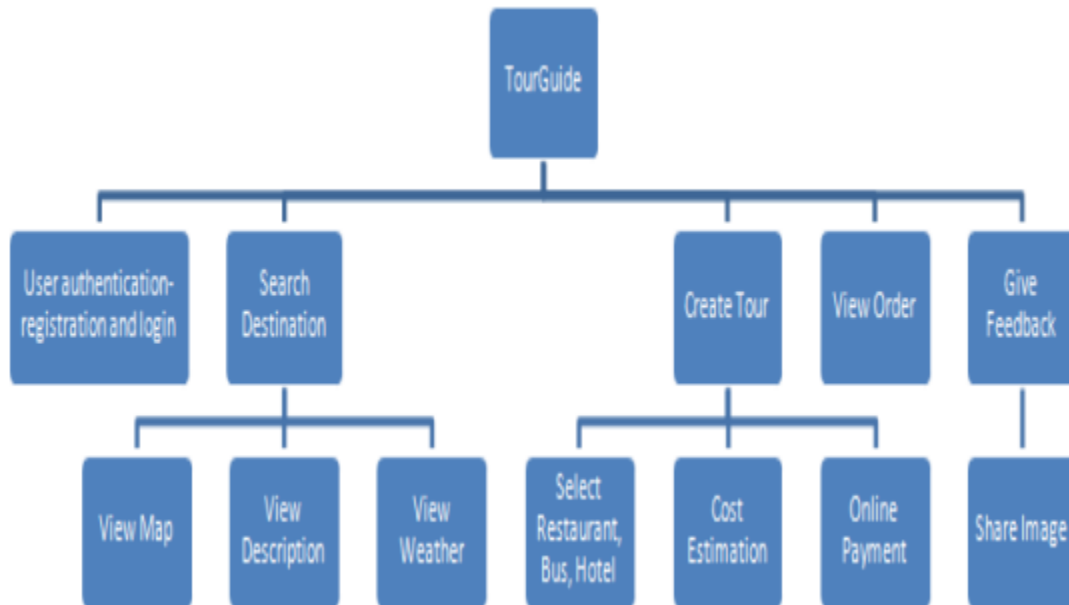 TourGuide
User authentication-
registration and login
Search
Destination
Create Tour
View Order
Give
Feedback
View Map
View
Description
View
Weather
Select
Restaurant,
Bus, Hotel
Cost
Estimation
Online
Payment
Share Image